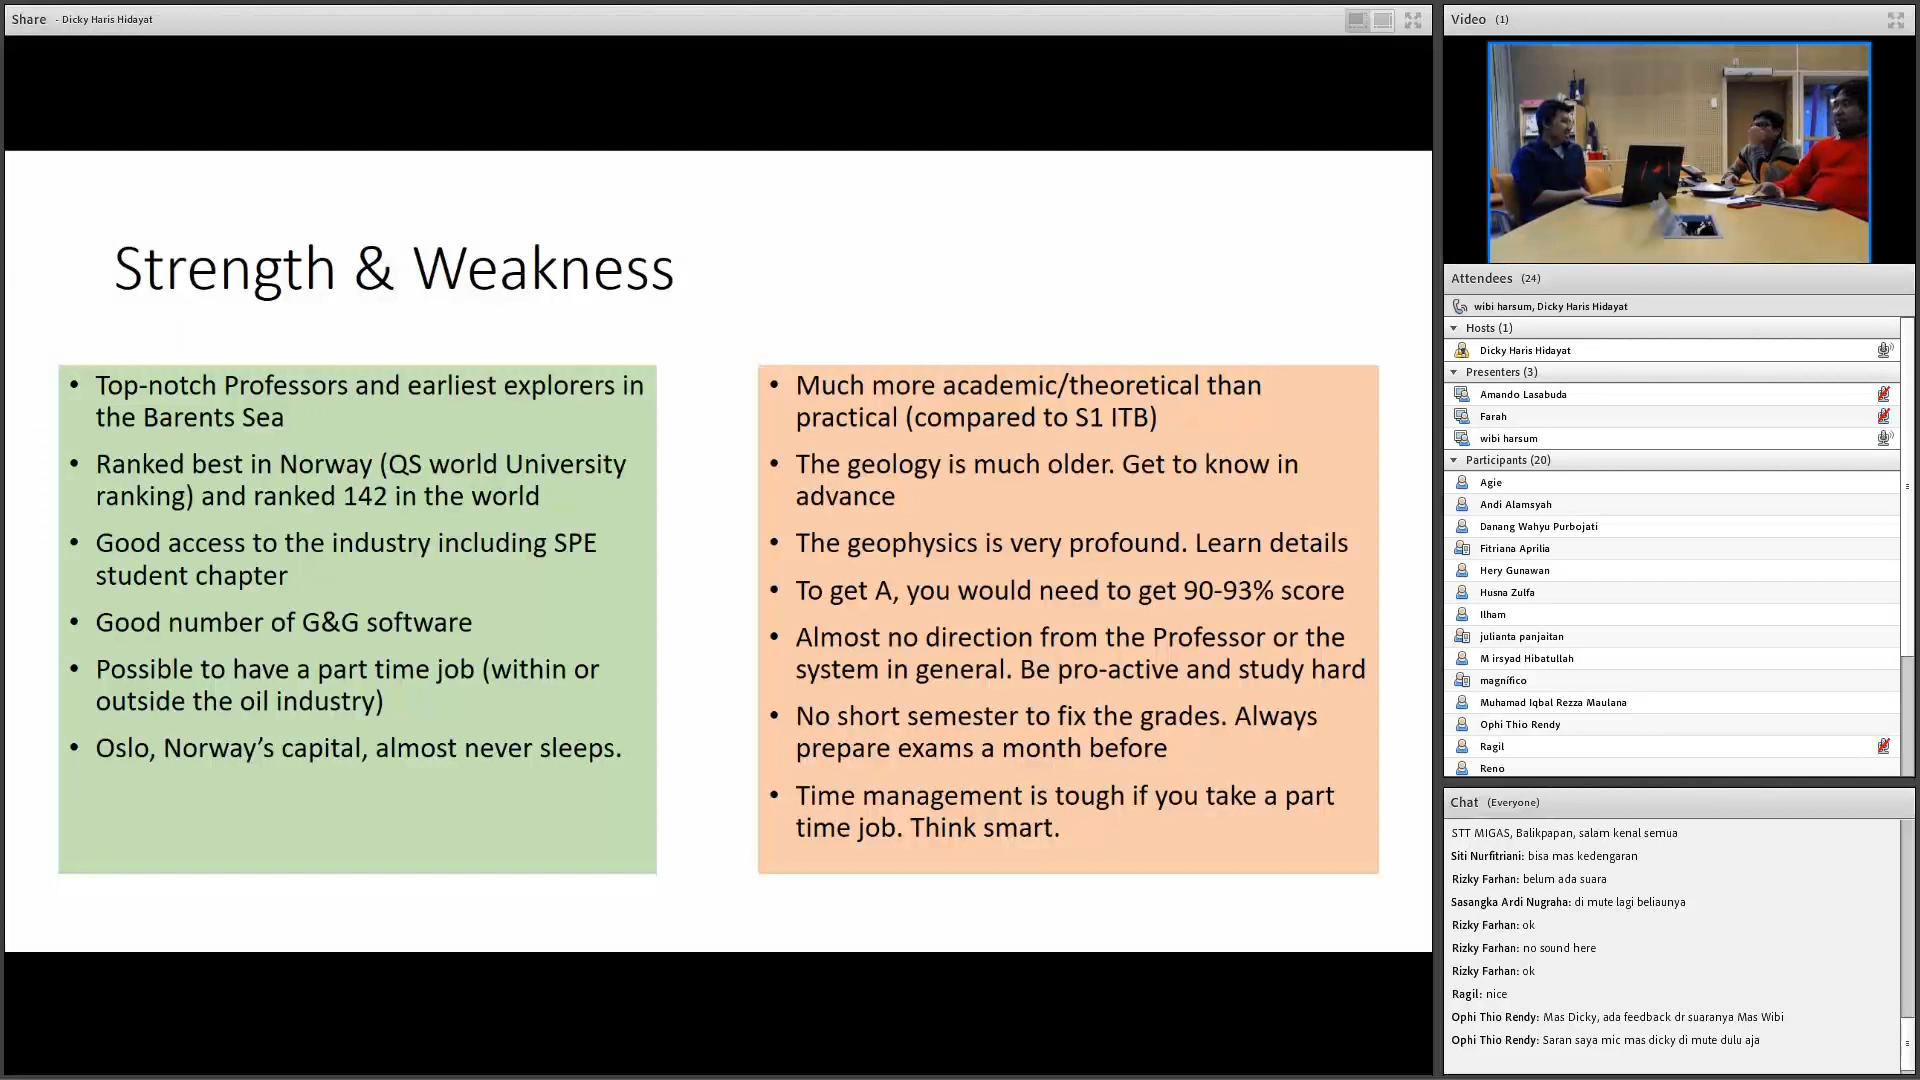 Share - Dicky Haris Hidayat
Strength & Weakness
• Top-notch Professors and earliest explorers in
the Barents Sea
• Ranked best in Norway (QS world University
ranking) and ranked 142 in the world
• Good access to the industry including SPE
student chapter
• Good number of G&G software
• Possible to have a part time job (within or
outside the oil industry)
• Oslo, Norway’s capital, almost never sleeps.
• Much more academic/theoretical than
practical (compared to S1 ITB)
• The geology is much older. Get to know in
advance
• The geophysics is very profound. Learn details
• To get A, you would need to get 90-93% score
• Almost no direction from the Professor or the
system in general. Be pro-active and study hard
• No short semester to fix the grades. Always
prepare exams a month before
• Time management is tough if you take a part
time job. Think smart.
Video (1)
Attendees (24)
wibi harsum, Dicky Haris Hidayat
Hosts (1)
Dicky Haris Hidayat
Presenters (3)
Amando Lasabuda
Farah
wibi harsum
Participants (20)
Agie
Andi Alamsyah
Danang Wahyu Purbojati
Fitriana Aprilia
Hery Gunawan
Husna Zulfa
Ilham
julianta panjaitan
M irsyad Hibatullah
magnífico
Muhamad Iqbal Rezza Maulana
Ophi Thio Rendy
Ragil
Reno
Chat (Everyone)
STT MIGAS, Balikpapan, salam kenal semua
Siti Nurfitriani: bisa mas kedengaran
Rizky Farhan: belum ada suara
Sasangka Ardi Nugraha: di mute lagi beliaunya
Rizky Farhan: ok
Rizky Farhan: no sound here
Rizky Farhan: ok
Ragil: nice
Ophi Thio Rendy: Mas Dicky, ada feedback dr suaranya Mas Wibi
Ophi Thio Rendy: Saran saya mic mas dicky di mute dulu aja